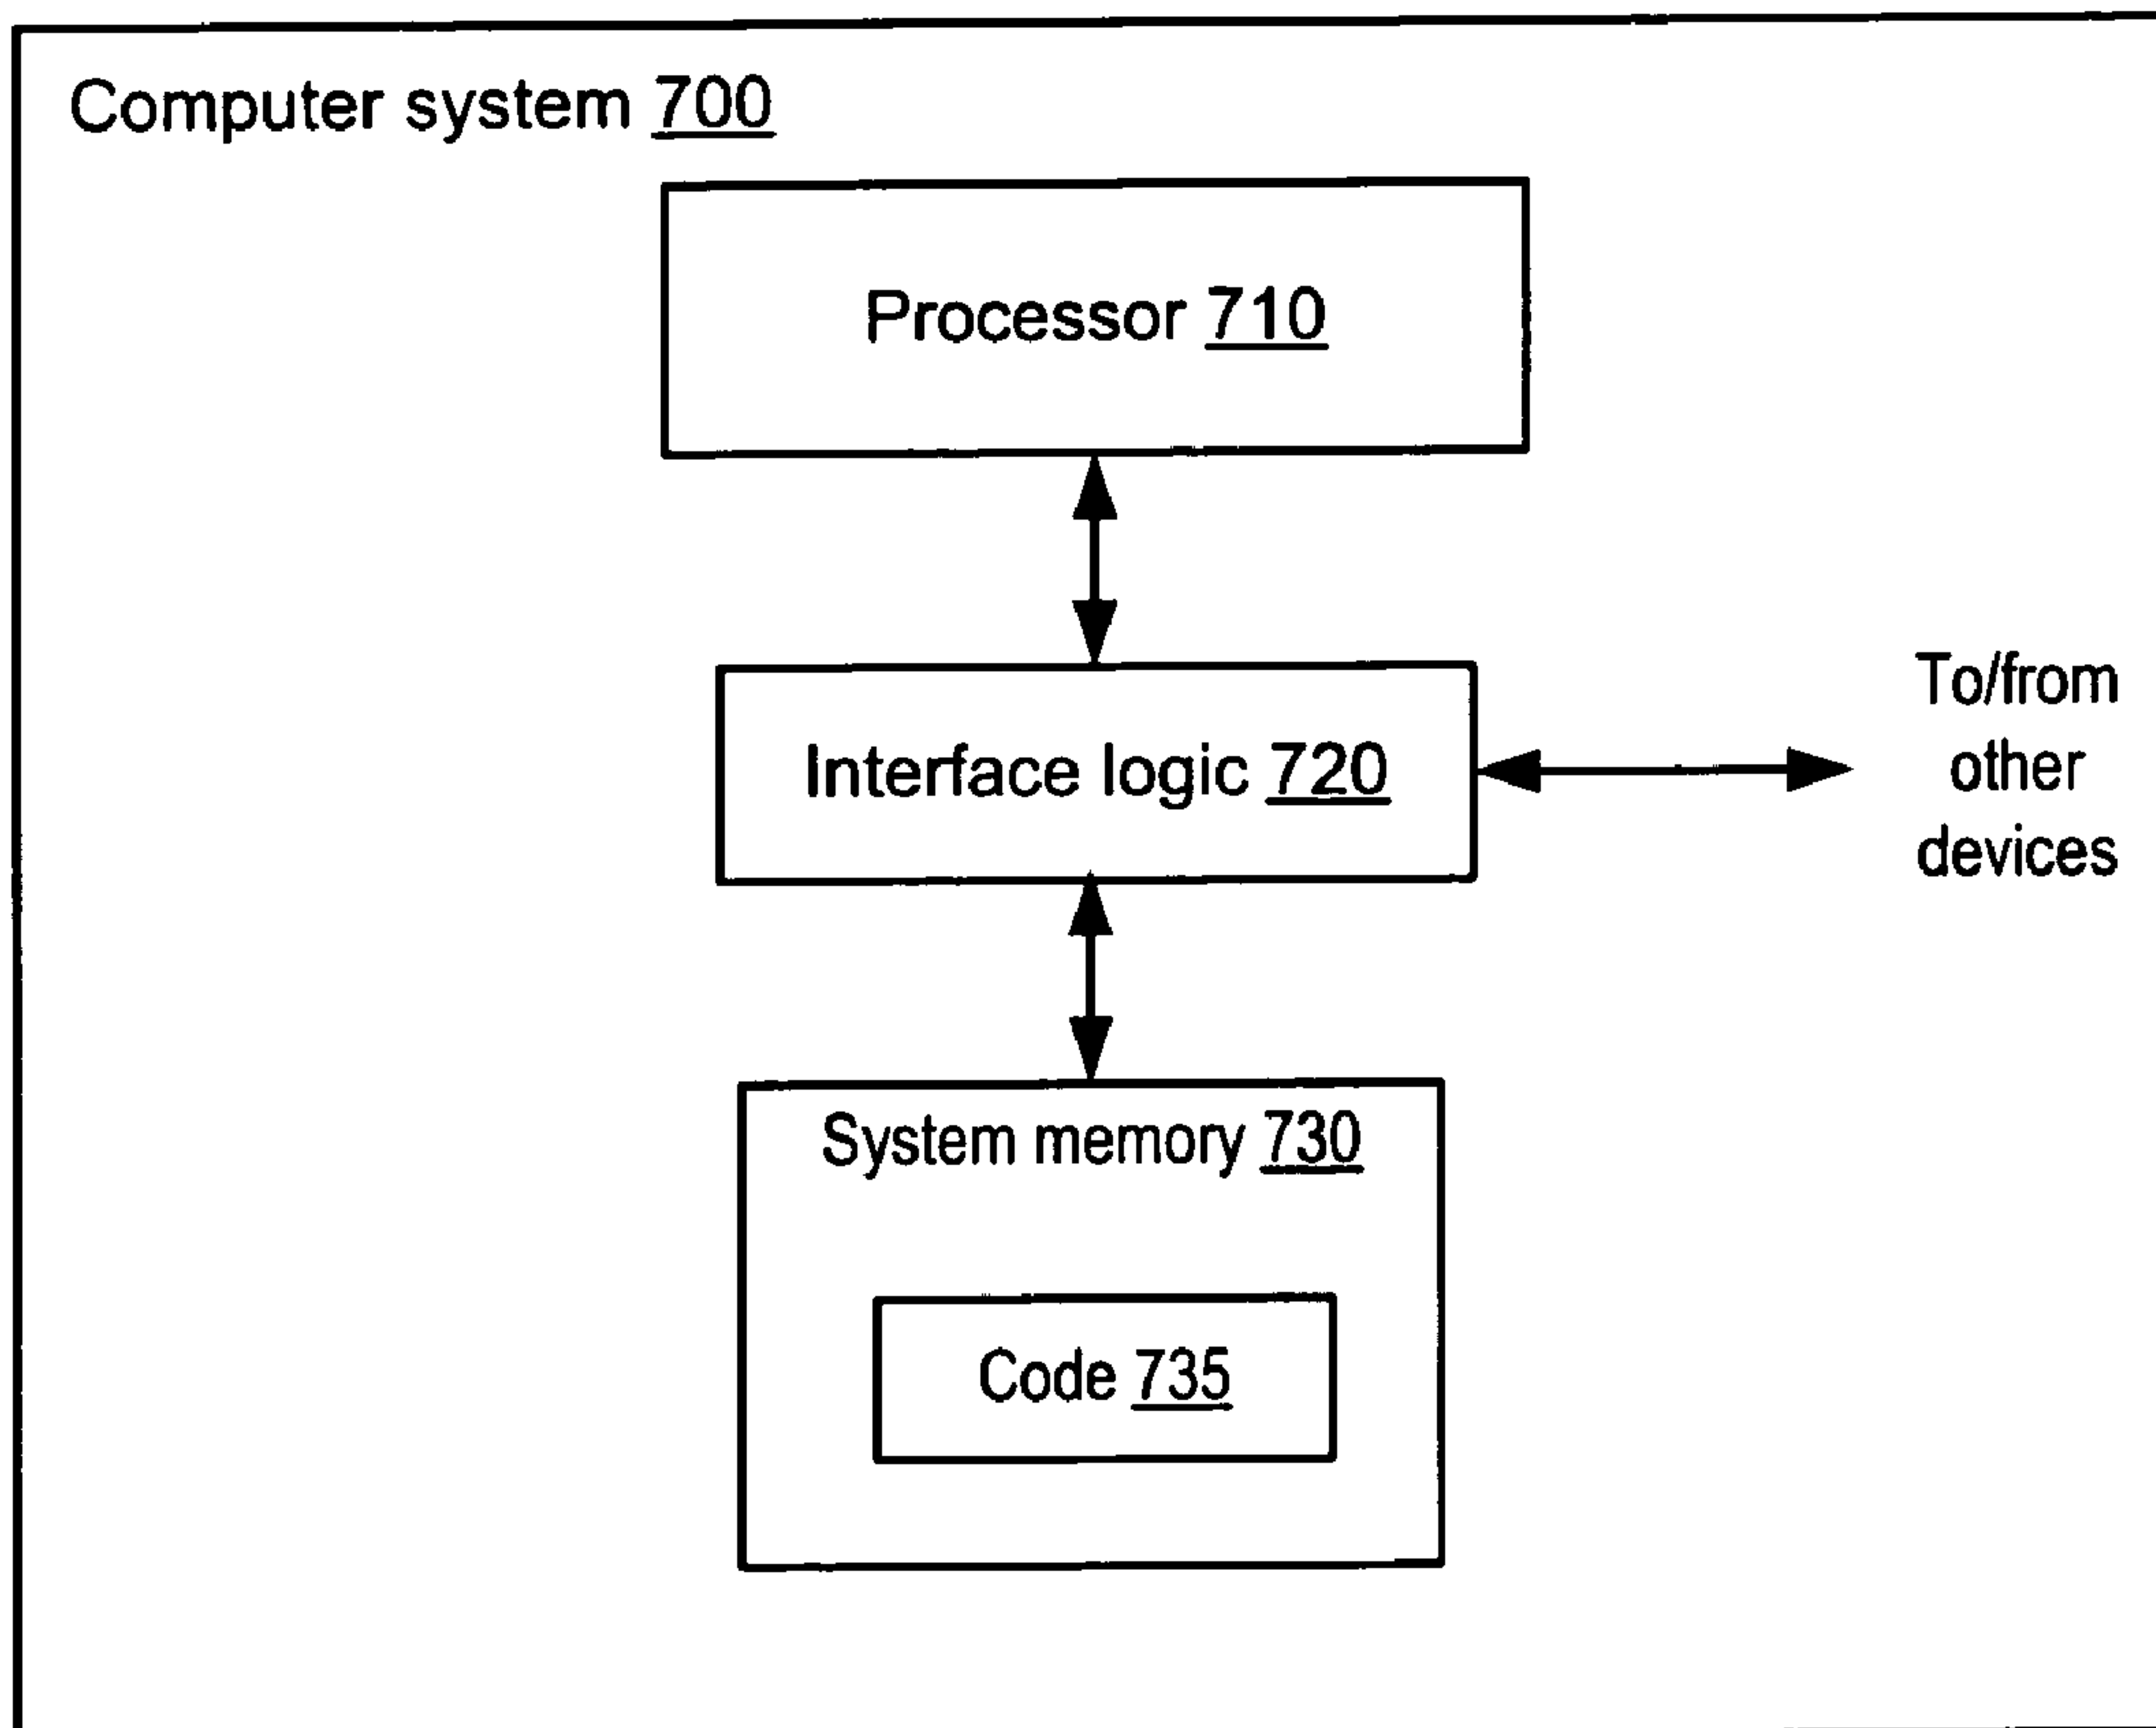 Computer system 700
Processor 710
Interface logic 720
To/from
other
devices
System memory 730
Code 735